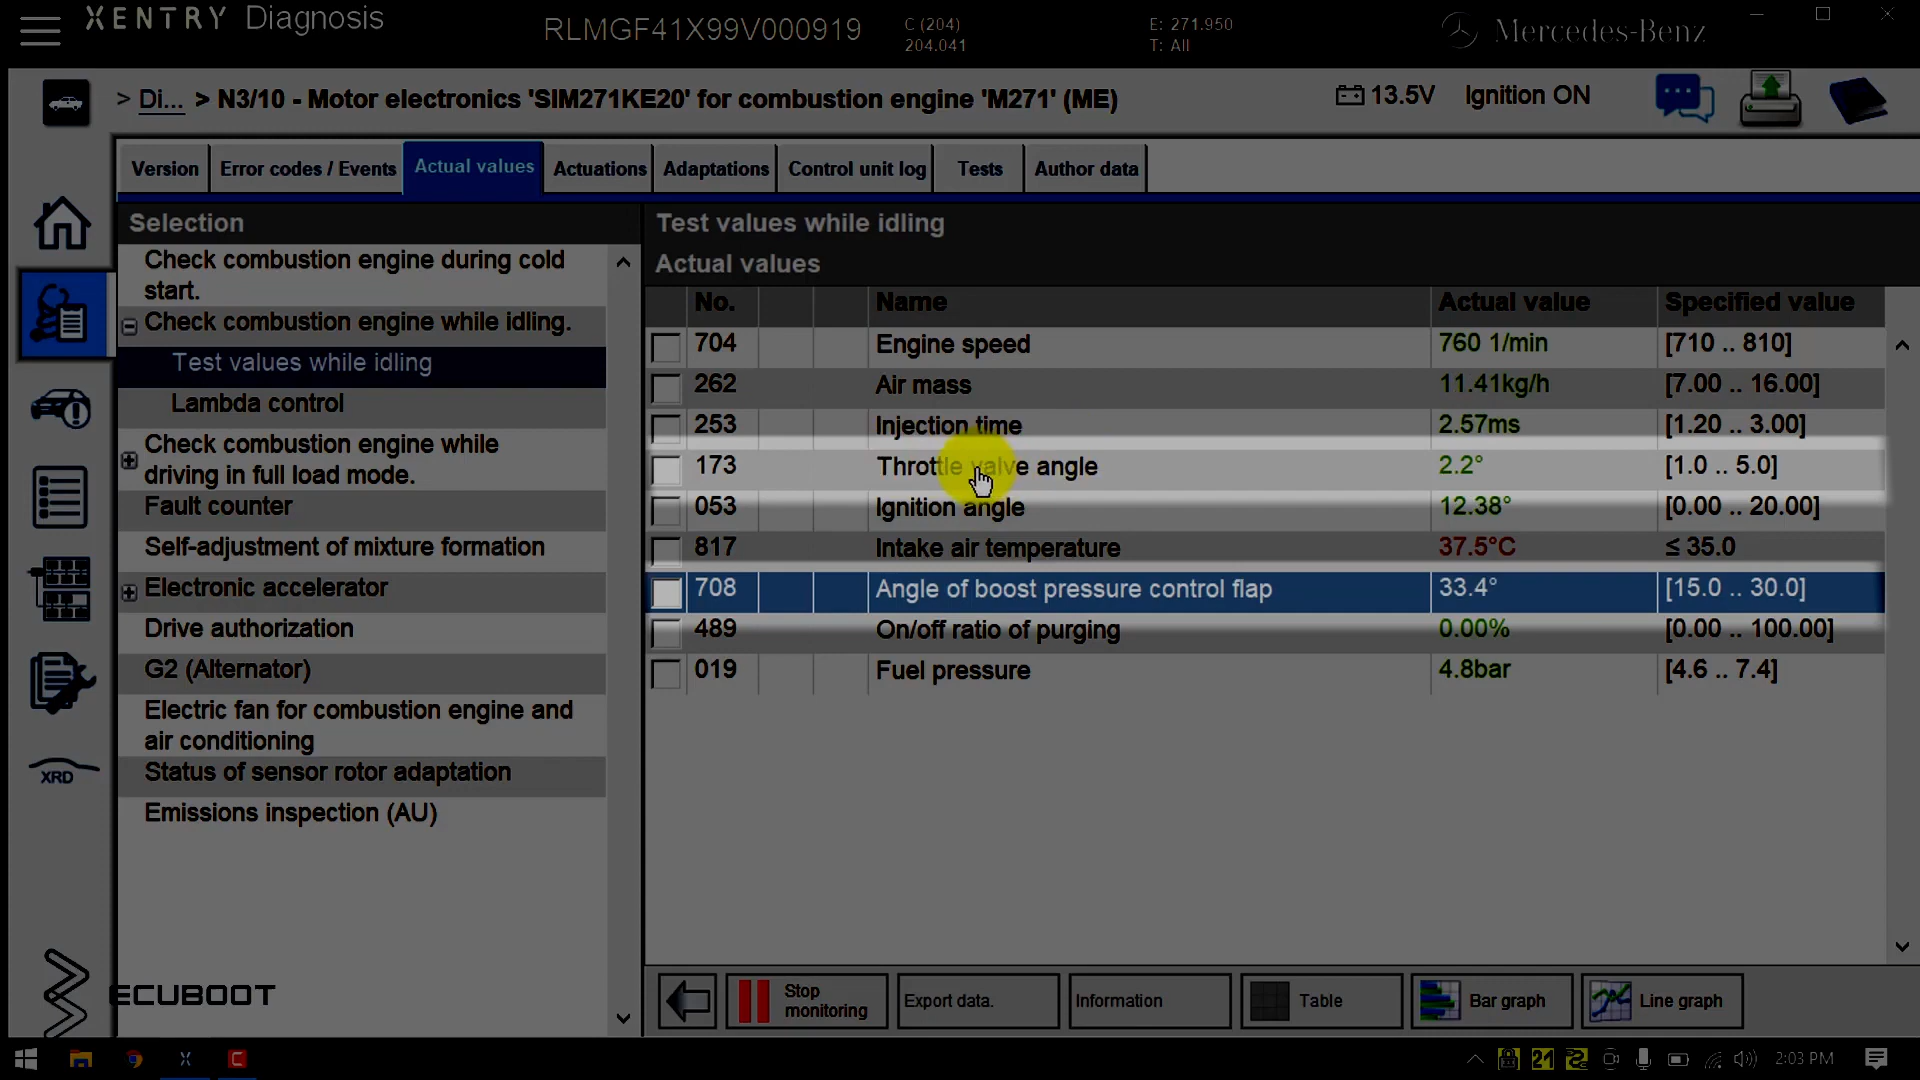 XENTRY Diagnosis
RLMGF41X99V000919
C (204)
204.041
E: 271.950
T: All
Mercedes-Benz
> Di... > N3/10 - Motor electronics 'SIM271KE20' for combustion engine 'M271' (ME)
13.5V
Ignition ON
Version
Error codes / Events
Actual values
Actuations
Adaptations
Control unit log
Tests
Author data
Selection
Check combustion engine during cold
start.
Check combustion engine while idling.
Test values while idling
Lambda control
Check combustion engine while
driving in full load mode.
Fault counter
Self-adjustment of mixture formation
Electronic accelerator
Drive authorization
G2 (Alternator)
Electric fan for combustion engine and
air conditioning
Status of sensor rotor adaptation
Emissions inspection (AU)
XRD
ECUBOOT
Test values while idling
Actual values
No. Name Actual value Specified value
704 Engine speed 760 1/min [710 .. 810]
262 Air mass 11.41kg/h [7.00 .. 16.00]
253 Injection time 2.57ms [1.20 .. 3.00]
173 Throttle valve angle 2.2° [1.0 .. 5.0]
053 Ignition angle 12.38° [0.00 .. 20.00]
817 Intake air temperature 37.5°C ≤ 35.0
708 Angle of boost pressure control flap 33.4° [15.0 .. 30.0]
489 On/off ratio of purging 0.00% [0.00 .. 100.00]
019 Fuel pressure 4.8bar [4.6 .. 7.4]
Stop
monitoring
Export data.
Information
Table
Bar graph
Line graph
21
2:03 PM